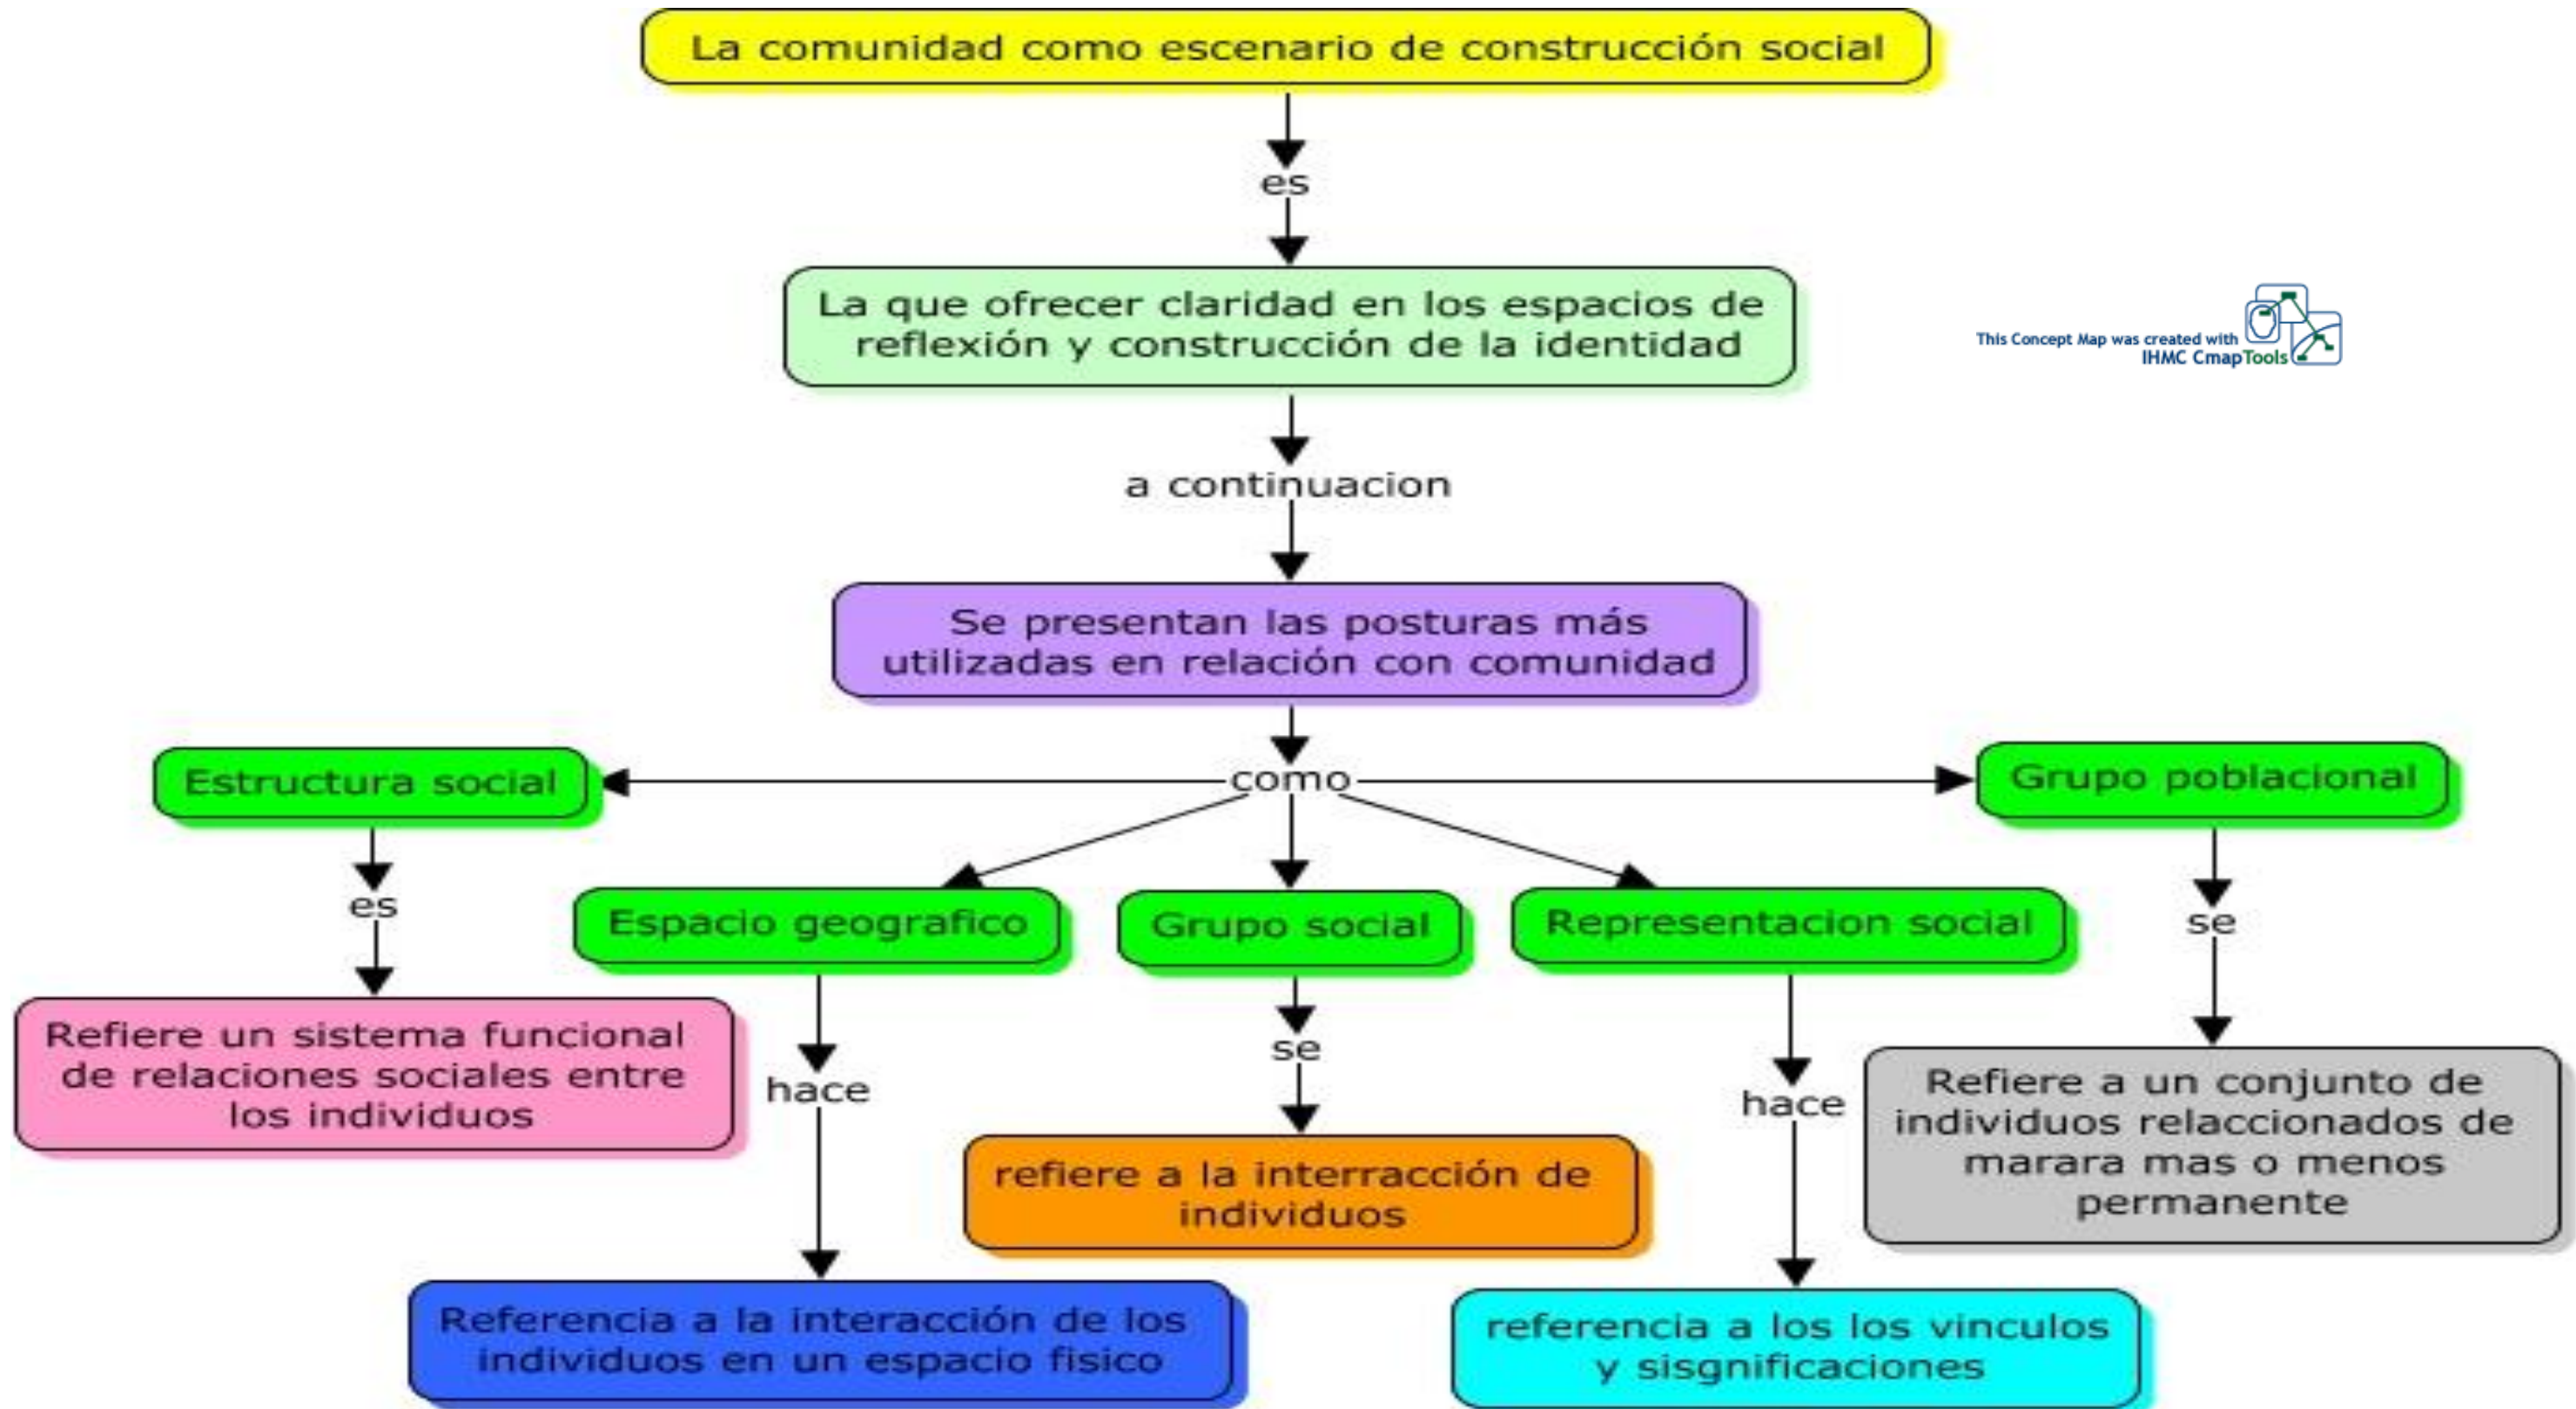 La comunidad como escenario de construcción social
es
La que ofrecer claridad en los espacios de
reflexión y construcción de la identidad
This Concept Map was created with
IHMC CmapTools
a continuacion
Se presentan las posturas más
utilizadas en relación con comunidad
como
Estructura social
es
Refiere un sistema funcional
de relaciones sociales entre
los individuos
Espacio geografico
hace
Referencia a la interacción de los
individuos en un espacio fisico
Grupo social
se
refiere a la interracción de
individuos
Representacion social
hace
referencia a los los vinculos
y sisgnificaciones
Grupo poblacional
se
Refiere a un conjunto de
individuos relaccionados de
marara mas o menos
permanente